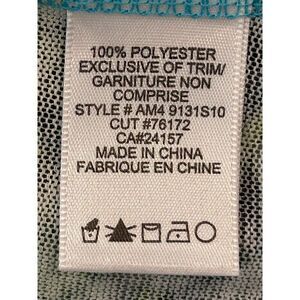 100% POLYESTER
EXCLUSIVE OF TRIM/
GARNITURE NON
COMPRISE
STYLE # AM4 9131S10
CUT #76172
CA#24157
MADE IN CHINA
FABRIQUE EN CHINE